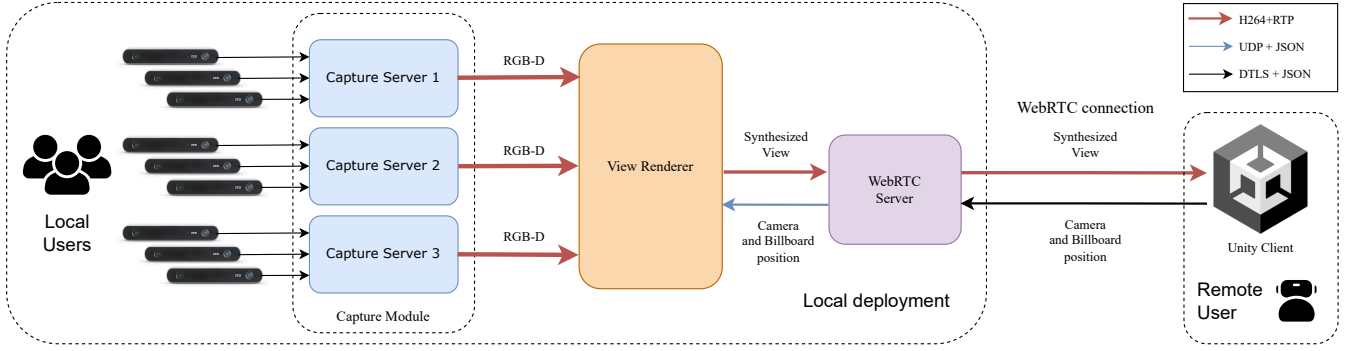 H264+RTP
UDP + JSON
DTLS + JSON
Local
Users
Capture Server 1
Capture Server 2
Capture Server 3
Capture Module
RGB-D
RGB-D
RGB-D
View Renderer
Synthesized
View
Camera
and Billboard
position
WebRTC
Server
Local deployment
WebRTC connection
Synthesized
View
Camera
and Billboard
position
Unity Client
Remote
User